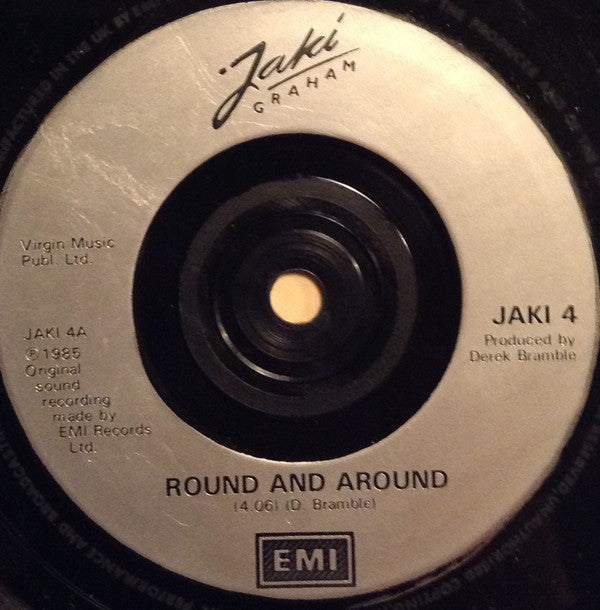 Jaki
GRAHAM
Virgin Music
Publ. Ltd.
JAKI 4A
℗1985
Original
sound
recording
made by
EMI Records
Ltd.
JAKI 4
Produced by
Derek Bramble
ROUND AND AROUND
(4.06) (D. Bramble)
EMI